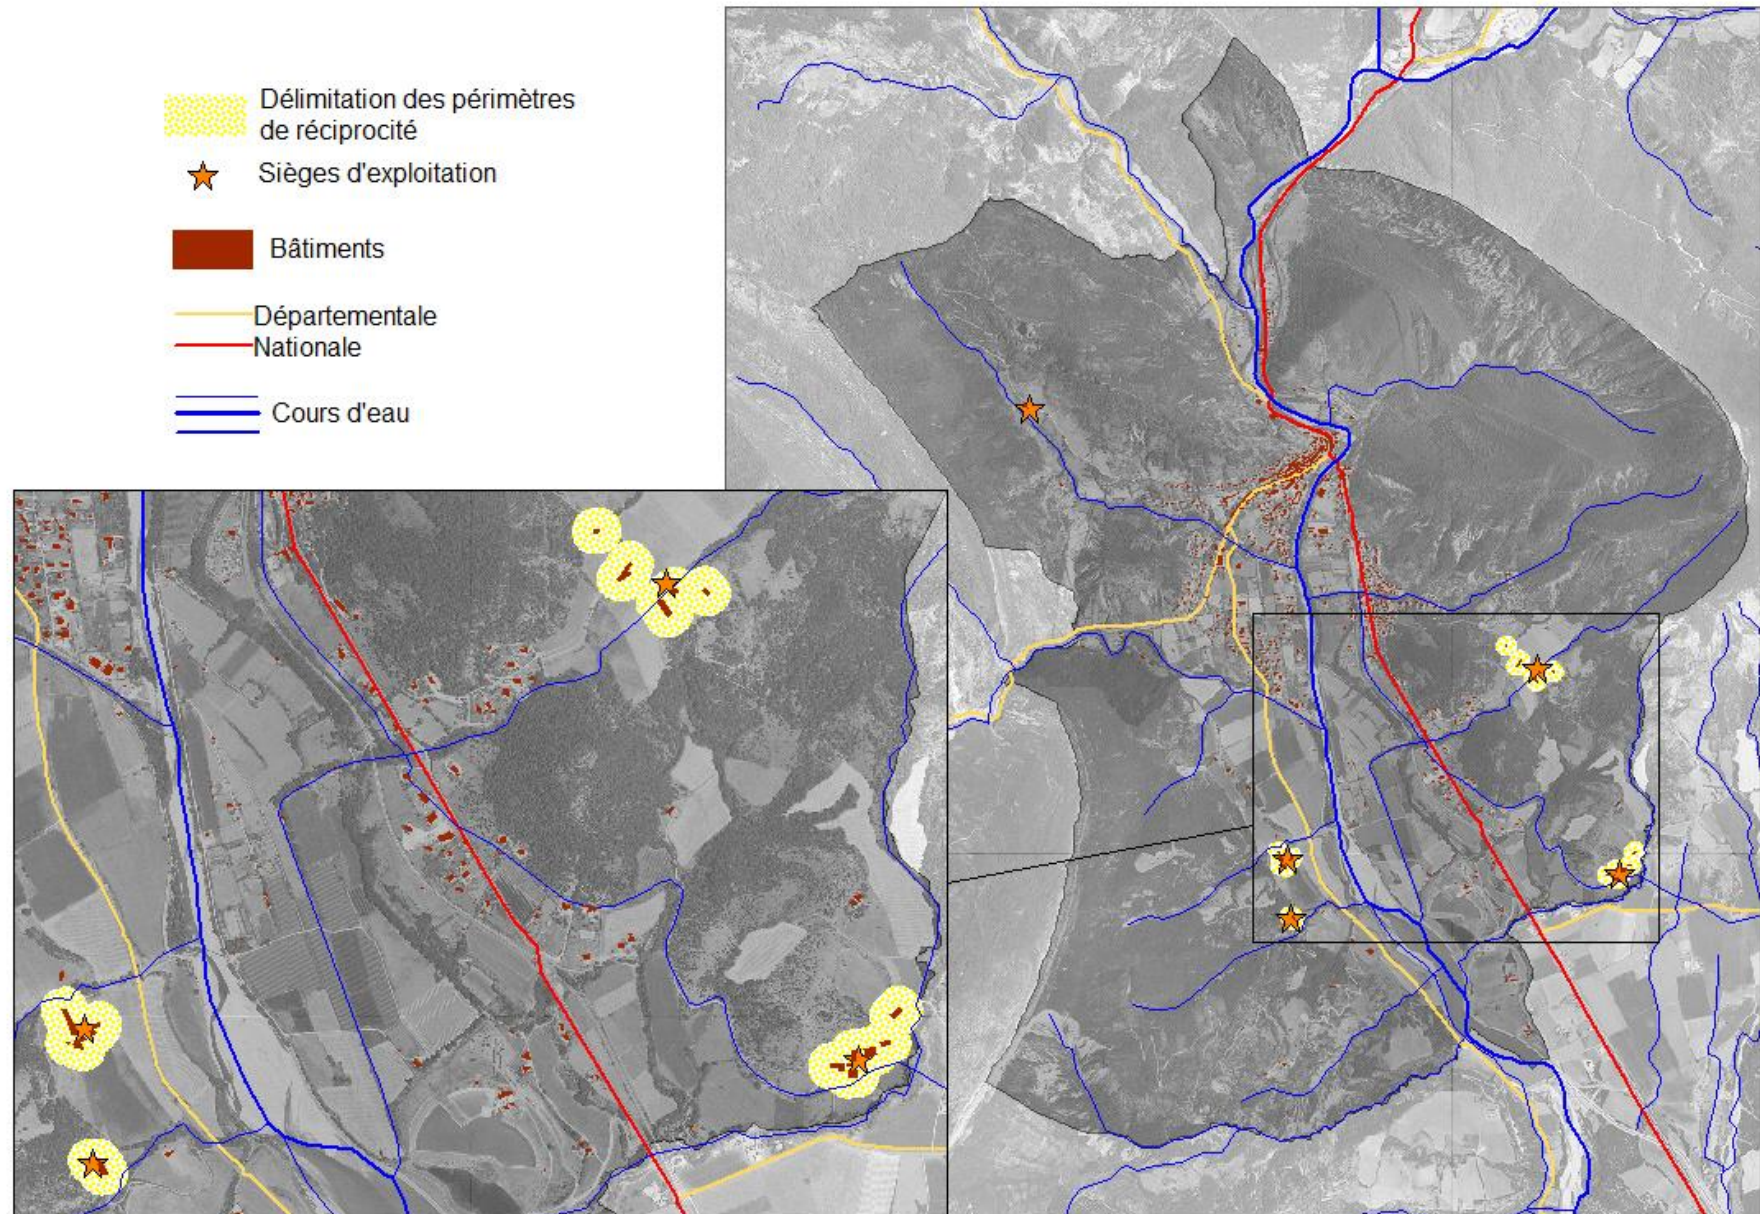 Délimitation des périmètres
de réciprocité
Sièges d'exploitation
Bâtiments
Départementale
Nationale
Cours d'eau